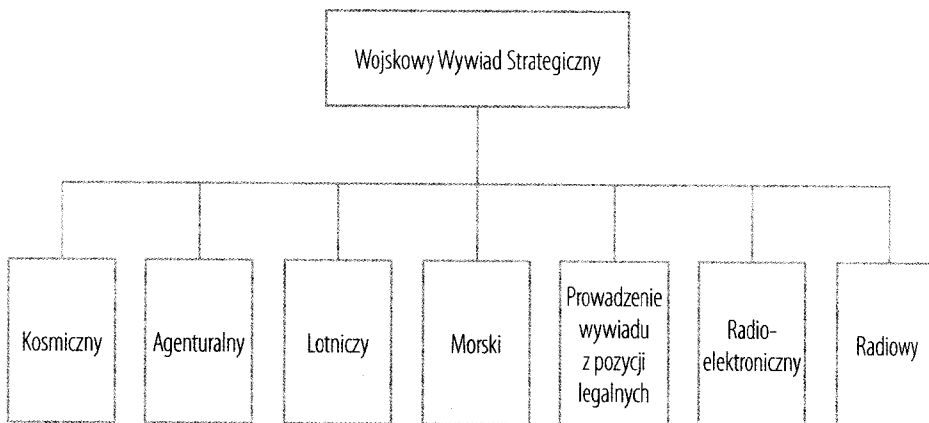 Wojskowy Wywiad Strategiczny
Kosmiczny
Agenturalny
Lotniczy
Morski
Prowadzenie
wywiadu
z pozycji
legalnych
Radio-
elektroniczny
Radiowy